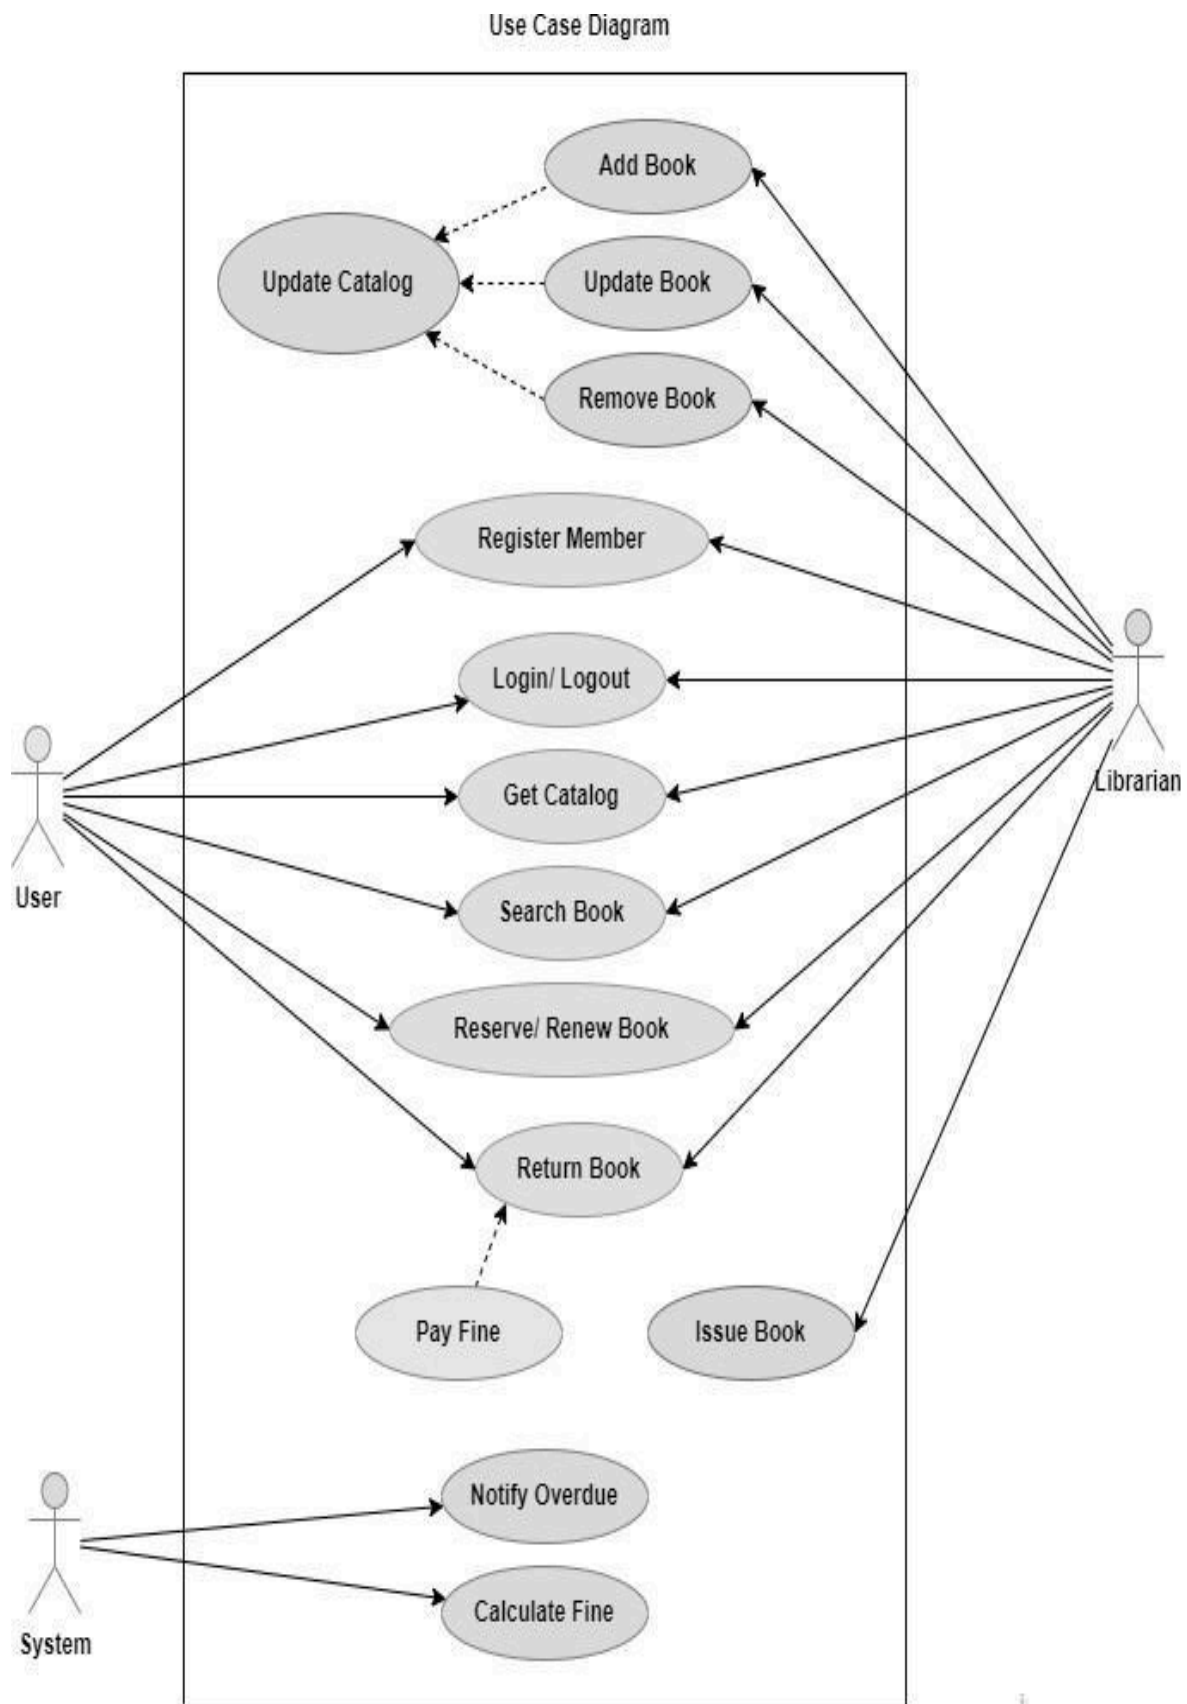 Use Case Diagram
Add Book
Update Catalog
Update Book
Remove Book
Register Member
Login/ Logout
Librarian
Get Catalog
User
Search Book
Reserve/ Renew Book
Return Book
Pay Fine
Issue Book
Notify Overdue
Calculate Fine
System